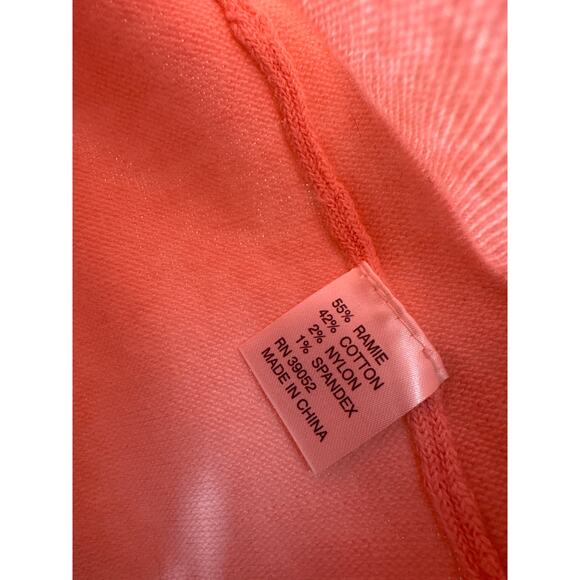 55% RAMIE
42% COTTON
2% NYLON
1% SPANDEX
RN 39052
MADE IN CHINA